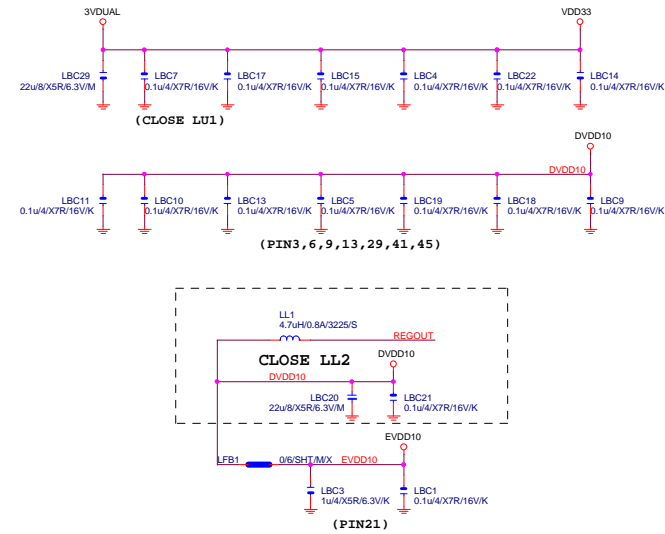 3VDUAL VDD33
LBC29 LBC7 LBC17 LBC15 LBC4 LBC22 LBC14
22u/8/X5R/6.3V/M 0.1u/4/X7R/16V/K 0.1u/4/X7R/16V/K 0.1u/4/X7R/16V/K 0.1u/4/X7R/16V/K 0.1u/4/X7R/16V/K 0.1u/4/X7R/16V/K
(CLOSE LU1)
DVDD10
DVDD10
LBC11 LBC10 LBC13 LBC5 LBC19 LBC18 LBC9
0.1u/4/X7R/16V/K 0.1u/4/X7R/16V/K 0.1u/4/X7R/16V/K 0.1u/4/X7R/16V/K 0.1u/4/X7R/16V/K 0.1u/4/X7R/16V/K 0.1u/4/X7R/16V/K
(PIN3,6,9,13,29,41,45)
LL1
4.7uH/0.8A/3225/S
REGOUT
CLOSE LL2
DVDD10
DVDD10
LBC20 LBC21
22u/8/X5R/6.3V/M 0.1u/4/X7R/16V/K
EVDD10
LFB1 0/6/SHT/M/X EVDD10
LBC3 LBC1
1u/4/X5R/6.3V/K 0.1u/4/X7R/16V/K
(PIN21)